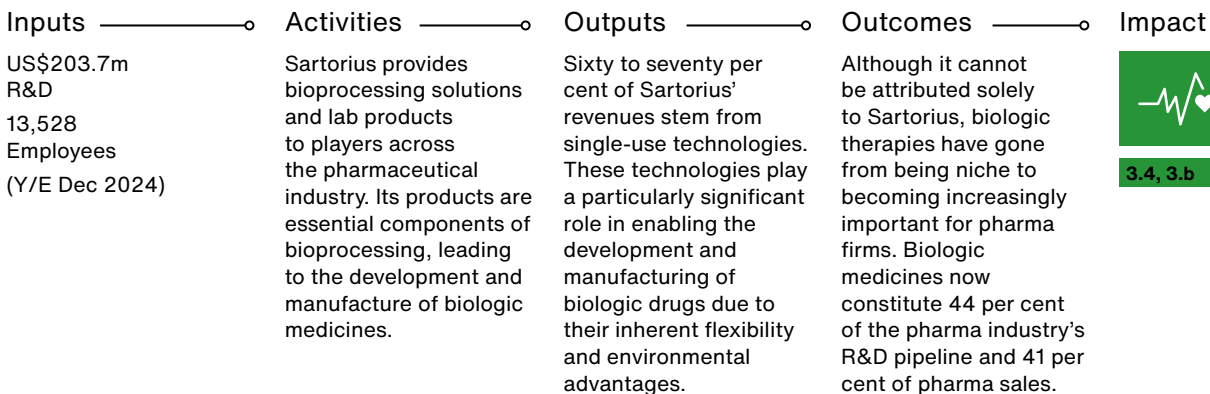 Inputs
US$203.7m
R&D
13,528
Employees
(Y/E Dec 2024)
Activities
Sartorius provides
bioprocessing solutions
and lab products
to players across
the pharmaceutical
industry. Its products are
essential components of
bioprocessing, leading
to the development and
manufacture of biologic
medicines.
Outputs
Sixty to seventy per
cent of Sartorius’
revenues stem from
single-use technologies.
These technologies play
a particularly significant
role in enabling the
development and
manufacturing of
biologic drugs due to
their inherent flexibility
and environmental
advantages.
Outcomes
Although it cannot
be attributed solely
to Sartorius, biologic
therapies have gone
from being niche to
becoming increasingly
important for pharma
firms. Biologic
medicines now
constitute 44 per cent
of the pharma industry’s
R&D pipeline and 41 per
cent of pharma sales.
Impact
3.4, 3.b